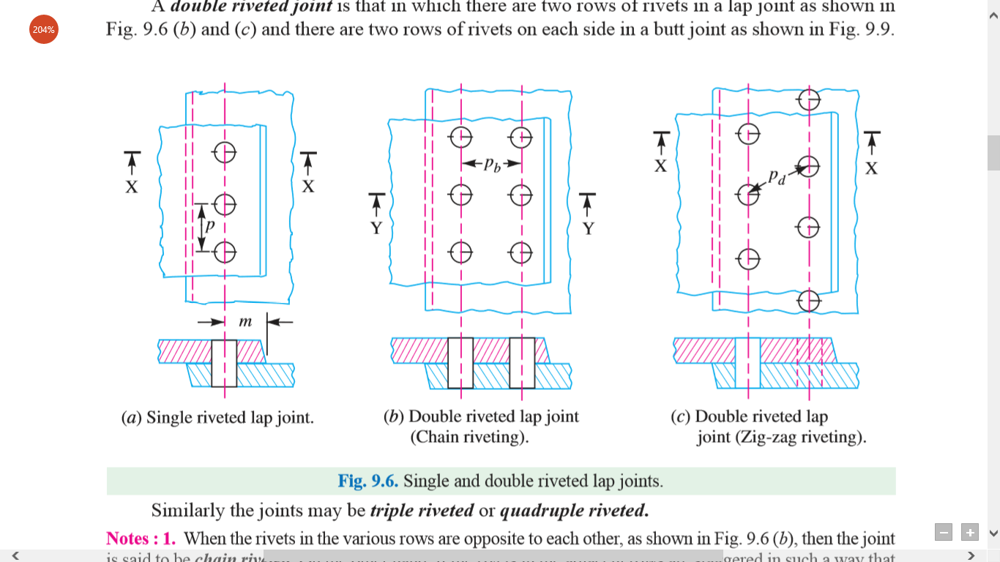 A double riveted joint is that in which there are two rows of rivets in a lap joint as shown in
204%
Fig. 9.6 (b) and (c) and there are two rows of rivets on each side in a butt joint as shown in Fig. 9.9.
X
X
p
m
Y
Y
pb
X
X
pd
(a) Single riveted lap joint.
(b) Double riveted lap joint
(Chain riveting).
(c) Double riveted lap
joint (Zig-zag riveting).
Fig. 9.6. Single and double riveted lap joints.
Similarly the joints may be triple riveted or quadruple riveted.
Notes : 1. When the rivets in the various rows are opposite to each other, as shown in Fig. 9.6 (b), then the joint
is said to be chain
in such a way that